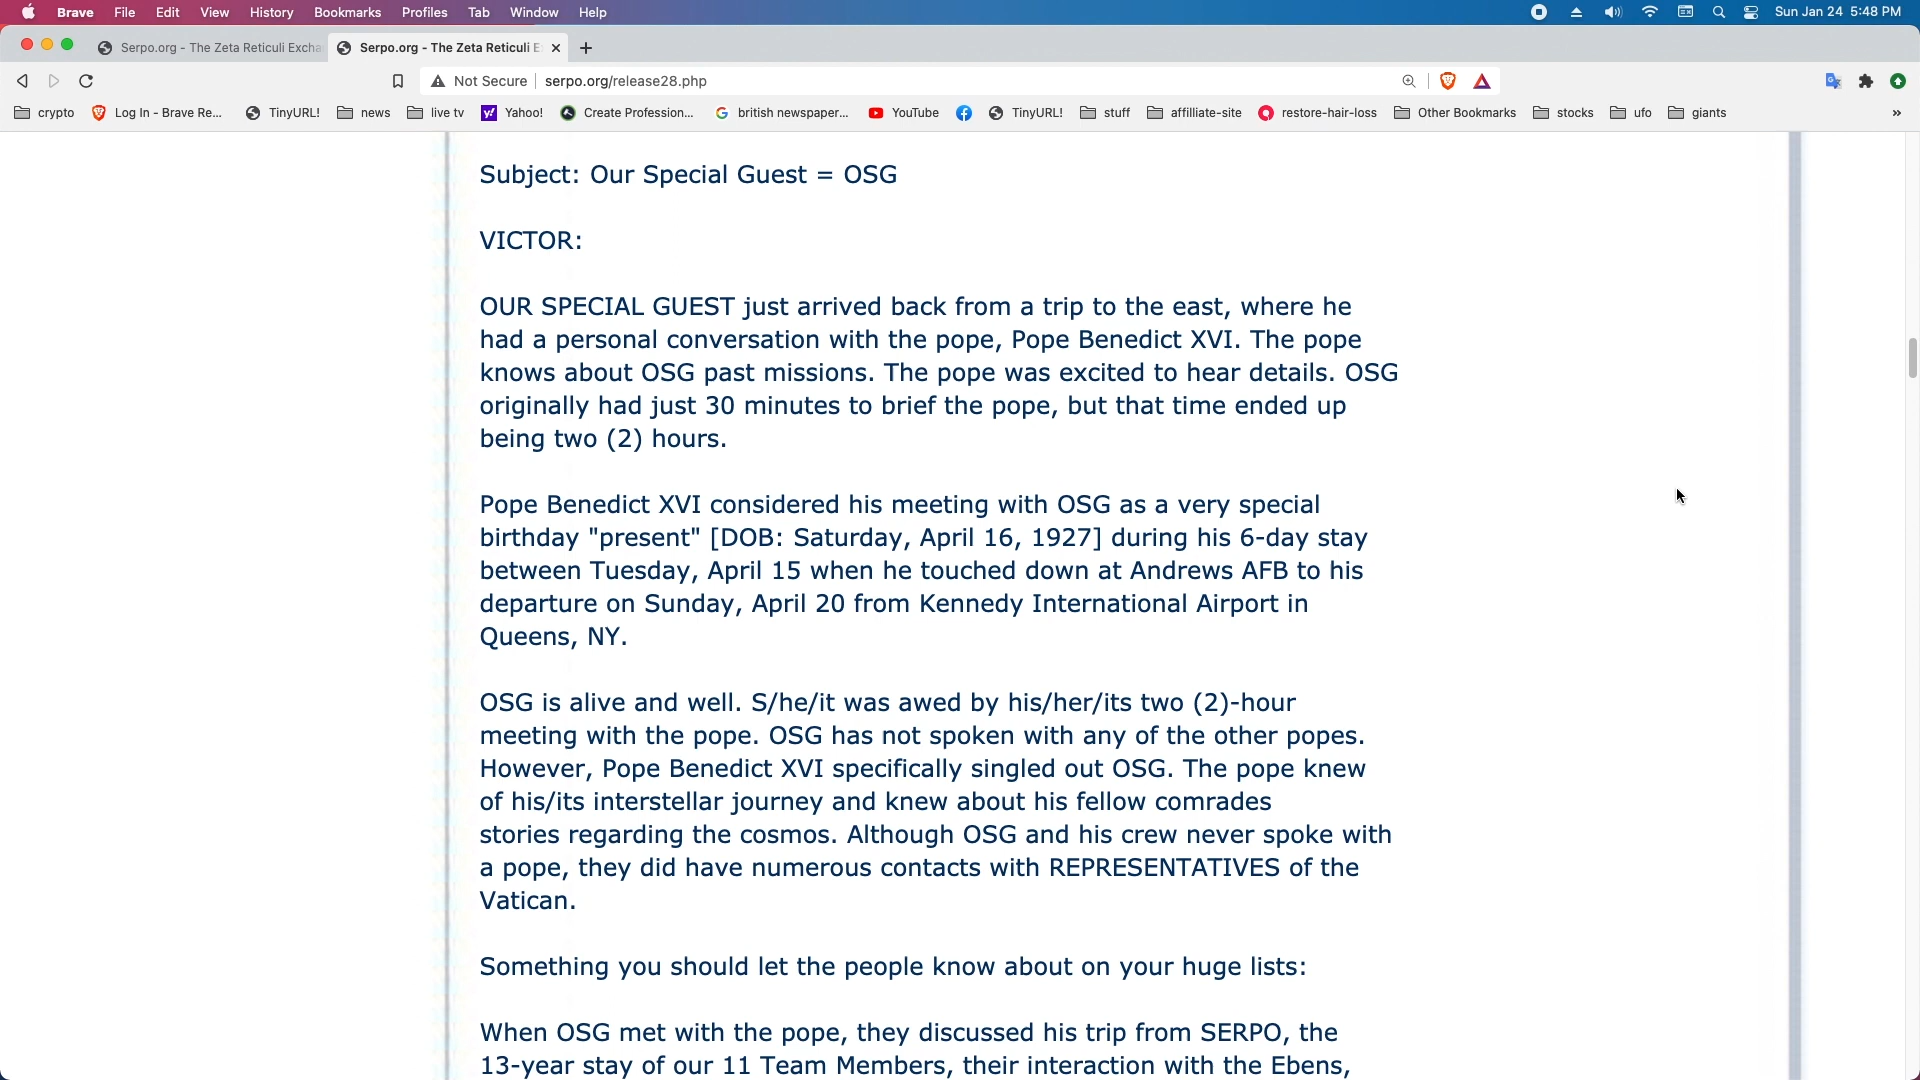 Brave File Edit View History Bookmarks Profiles Tab Window Help Sun Jan 24 5:48 PM
Serpo.org - The Zeta Reticuli Excha Serpo.org - The Zeta Reticuli E
Not Secure serpo.org/release28.php
crypto Log In - Brave Re... TinyURL! news live tv Yahoo! Create Profession... british newspaper... YouTube TinyURL! stuff affilliate-site restore-hair-loss Other Bookmarks stocks ufo giants »
Subject: Our Special Guest = OSG
VICTOR:
OUR SPECIAL GUEST just arrived back from a trip to the east, where he
had a personal conversation with the pope, Pope Benedict XVI. The pope
knows about OSG past missions. The pope was excited to hear details. OSG
originally had just 30 minutes to brief the pope, but that time ended up
being two (2) hours.
Pope Benedict XVI considered his meeting with OSG as a very special
birthday "present" [DOB: Saturday, April 16, 1927] during his 6-day stay
between Tuesday, April 15 when he touched down at Andrews AFB to his
departure on Sunday, April 20 from Kennedy International Airport in
Queens, NY.
OSG is alive and well. S/he/it was awed by his/her/its two (2)-hour
meeting with the pope. OSG has not spoken with any of the other popes.
However, Pope Benedict XVI specifically singled out OSG. The pope knew
of his/its interstellar journey and knew about his fellow comrades
stories regarding the cosmos. Although OSG and his crew never spoke with
a pope, they did have numerous contacts with REPRESENTATIVES of the
Vatican.
Something you should let the people know about on your huge lists:
When OSG met with the pope, they discussed his trip from SERPO, the
13-year stay of our 11 Team Members, their interaction with the Ebens,